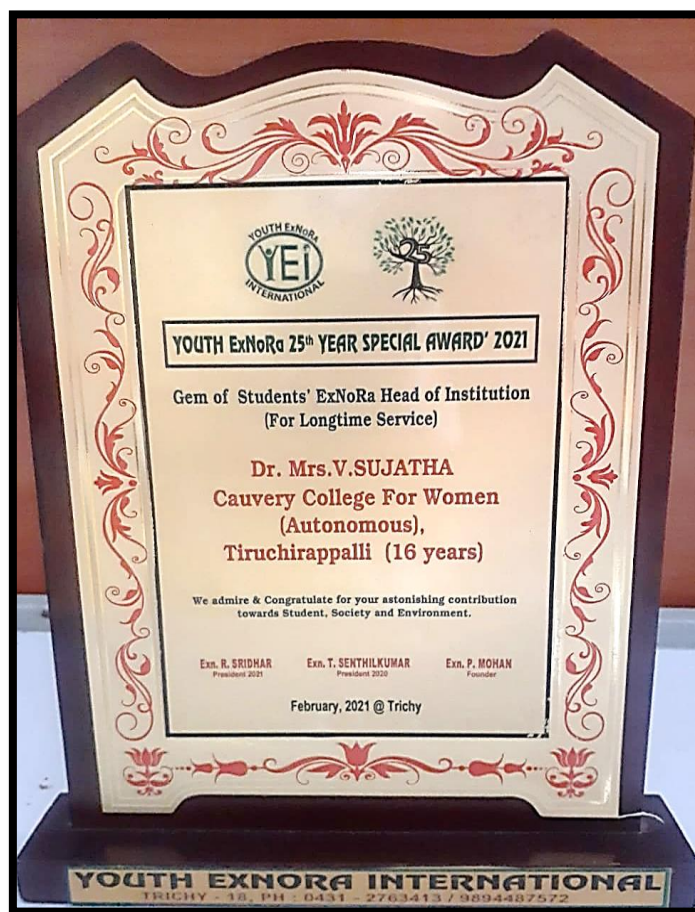 YOUTH ExNoRa
YEi
INTERNATIONAL
25
YOUTH ExNoRa 25th YEAR SPECIAL AWARD' 2021
Gem of Students' ExNoRa Head of Institution
(For Longtime Service)
Dr. Mrs.V.SUJATHA
Cauvery College For Women
(Autonomous),
Tiruchirappalli (16 years)
We admire & Congratulate for your astonishing contribution
towards Student, Society and Environment.
Exn. R. SRIDHAR Exn. T. SENTHILKUMAR Exn. P. MOHAN
President 2021 President 2020 Founder
February, 2021 @ Trichy
YOUTH EXNORA INTERNATIONAL
TRICHY - 18, PH : 0431 - 2763413 / 9894487572